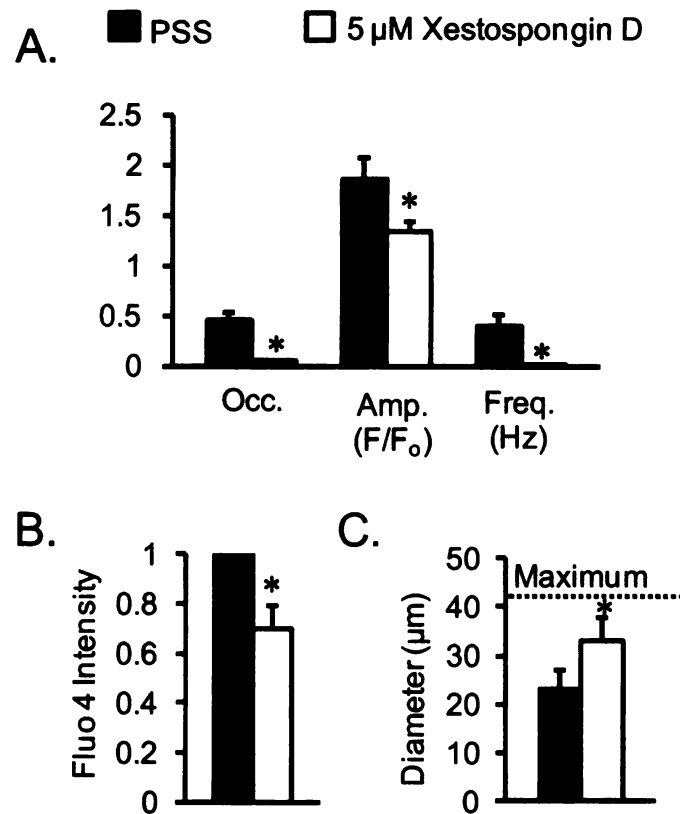 PSS 5 µM Xestospongin D
A.
2.5
2
1.5
1
0.5
0
*
*
*
Occ. Amp. Freq.
(F/Fo) (Hz)
B.
Fluo 4 Intensity
1
0.8
0.6
0.4
0.2
0
*
C.
Diameter (µm)
50
40
30
20
10
0
Maximum
*